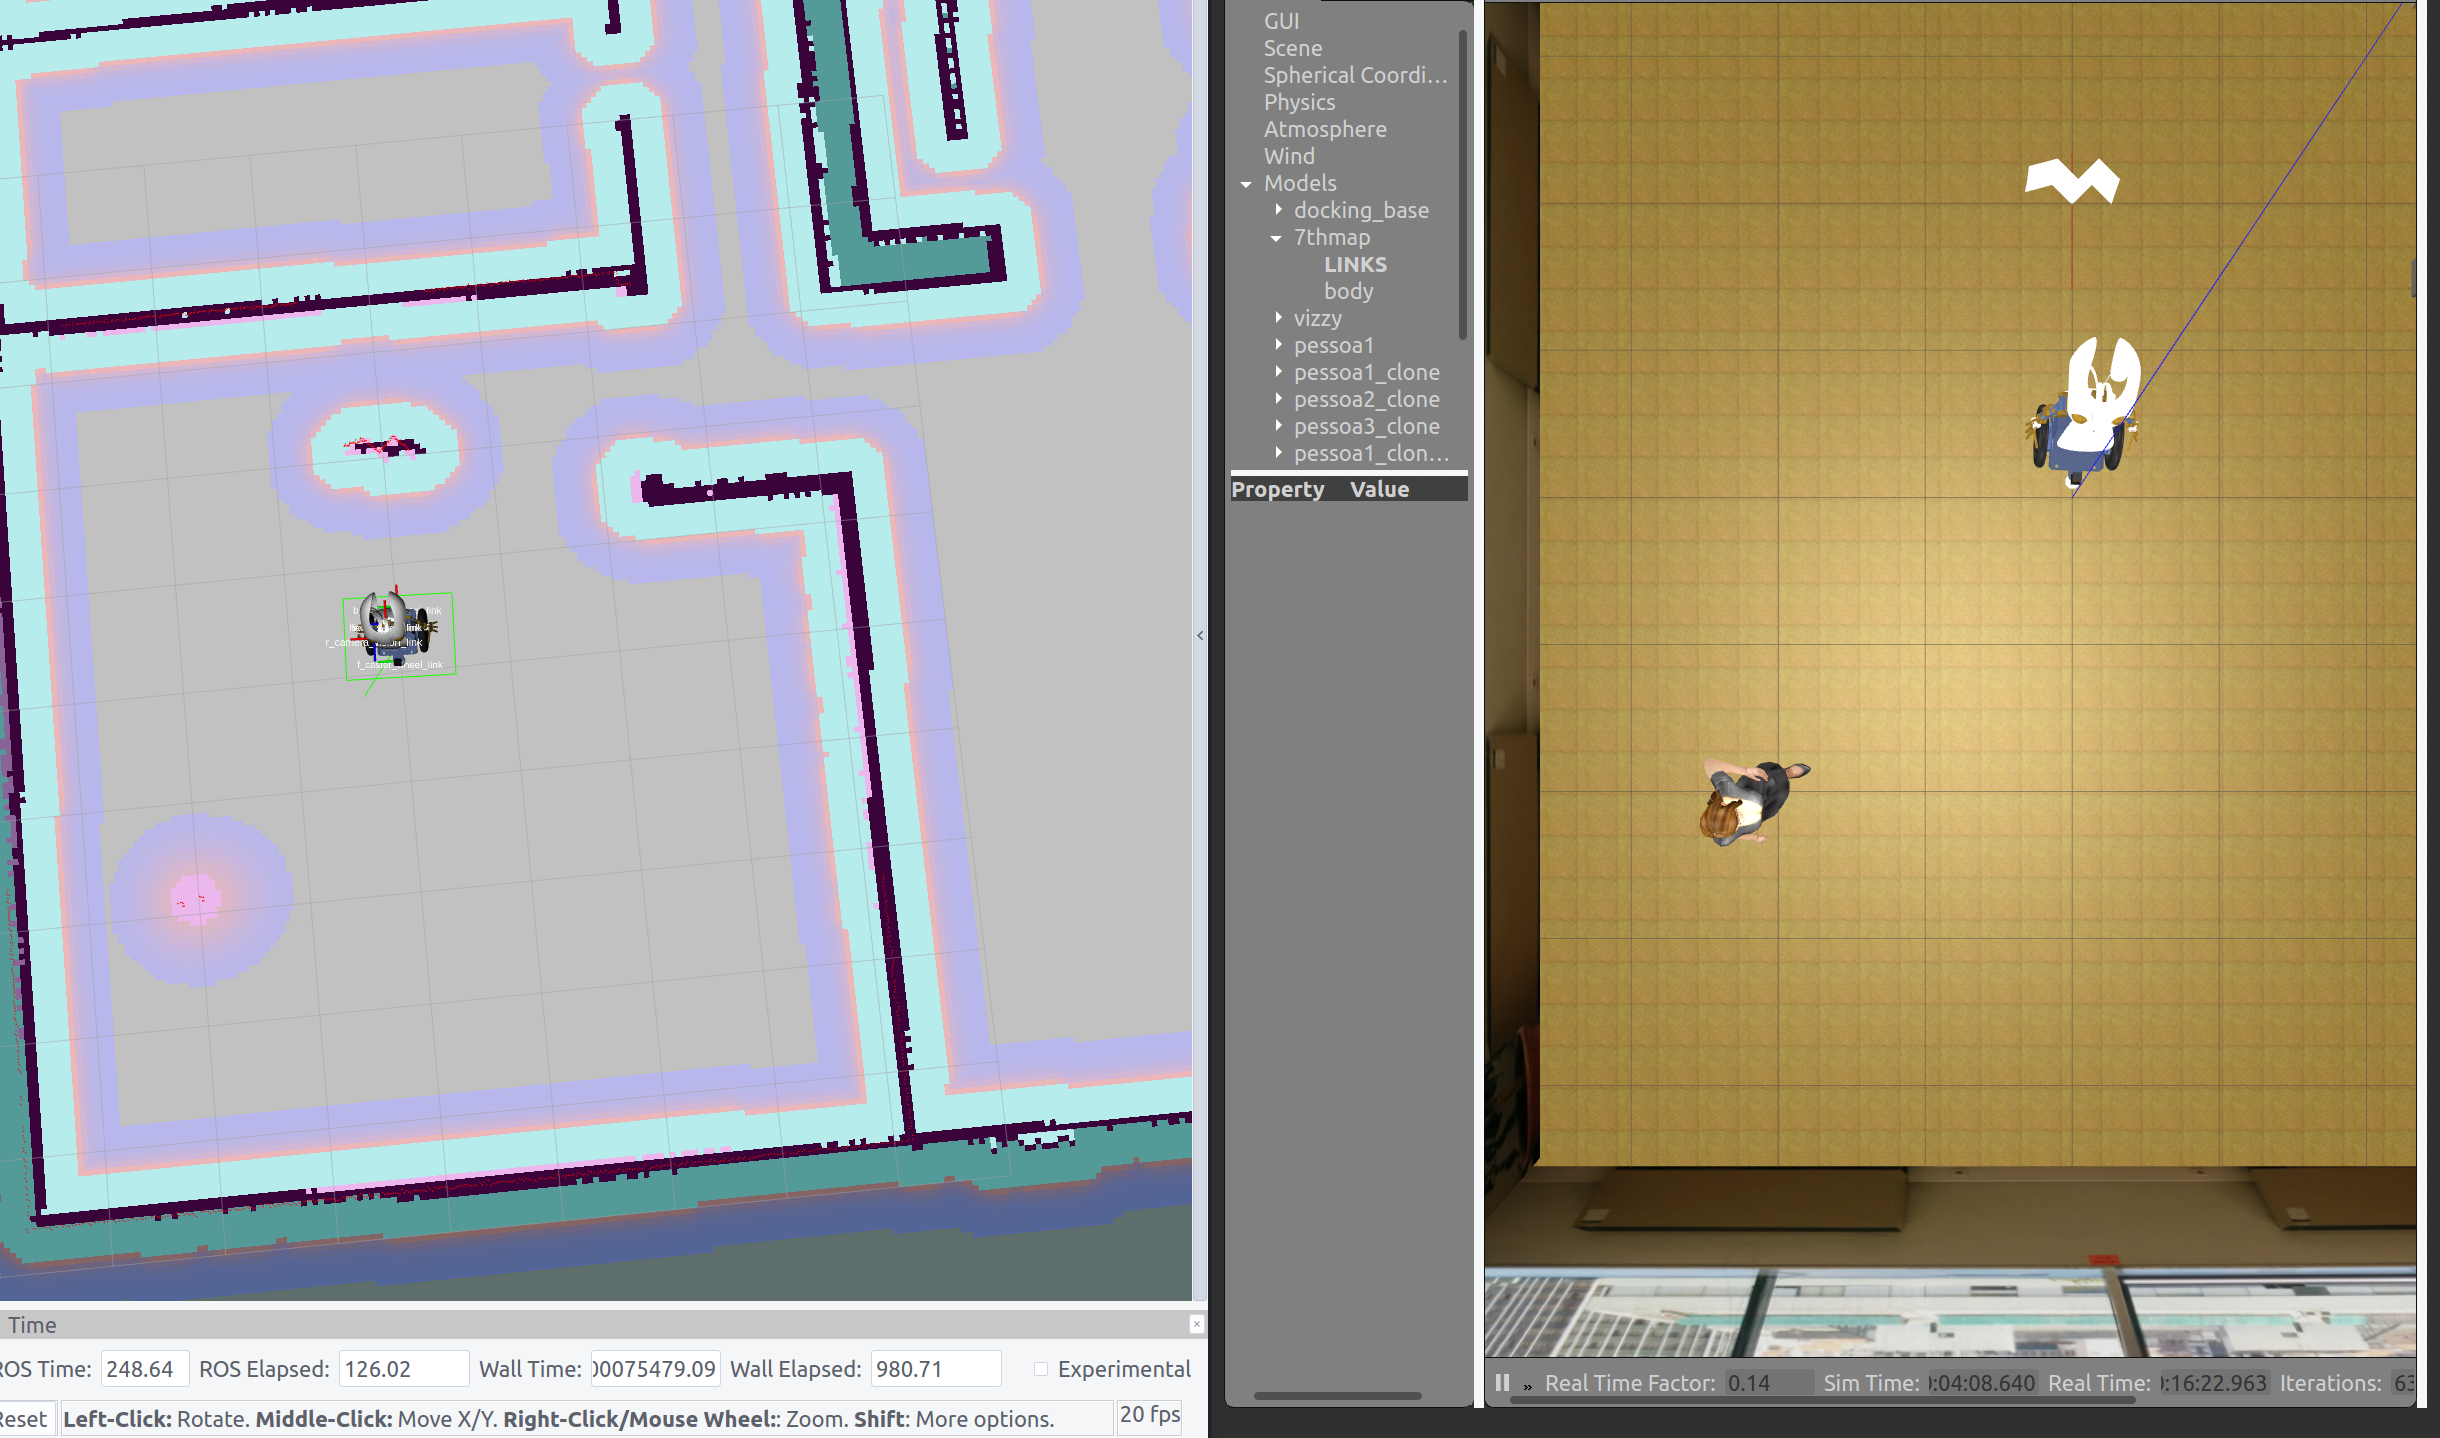 GUI
Scene
Spherical Coordi...
Physics
Atmosphere
Wind
Models
docking_base
7thmap
LINKS
body
vizzy
pessoa1
pessoa1_clone
pessoa2_clone
pessoa3_clone
pessoa1_clon...
Property Value
r_camera_vision_link
f_caster_wheel_link
Time
ROS Time: 248.64 ROS Elapsed: 126.02 Wall Time: 00075479.09 Wall Elapsed: 980.71 Experimental
Reset Left-Click: Rotate. Middle-Click: Move X/Y. Right-Click/Mouse Wheel:: Zoom. Shift: More options. 20 fps
» Real Time Factor: 0.14 Sim Time: 04:08.640 Real Time: 16:22.963 Iterations: 63